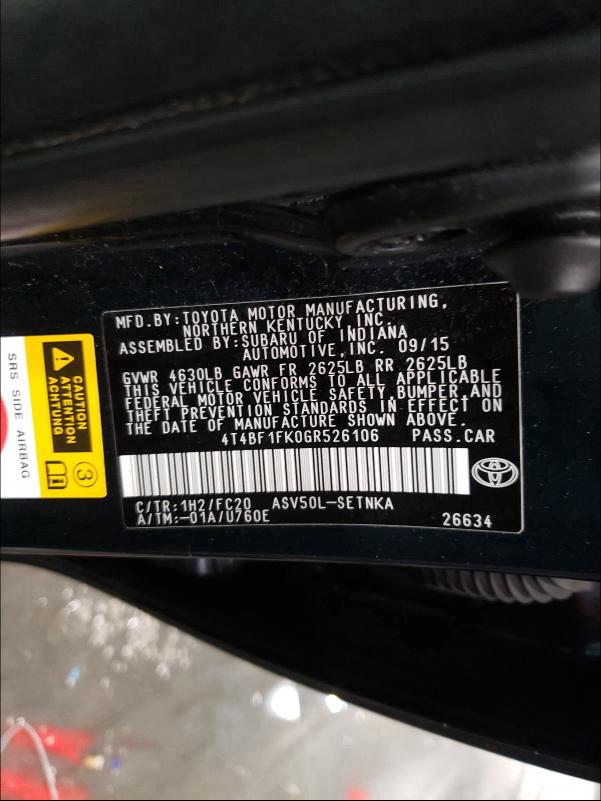 MFD.BY:TOYOTA MOTOR MANUFACTURING,
NORTHERN KENTUCKY INC.
ASSEMBLED BY:SUBARU OF INDIANA
AUTOMOTIVE,INC. 09/15
GVWR 4630LB GAWR FR 2625LB RR 2625LB
THIS VEHICLE CONFORMS TO ALL APPLICABLE
FEDERAL MOTOR VEHICLE SAFETY,BUMPER,AND
THEFT PREVENTION STANDARDS IN EFFECT ON
THE DATE OF MANUFACTURE SHOWN ABOVE.
4T4BF1FK0GR526106 PASS.CAR
C/TR:1H2/FC20 ASV50L-SETNKA
A/TM:-01A/U760E 26634
CAUTION
ATTENTION
ACHTUNG
3
SRS SIDE AIRBAG